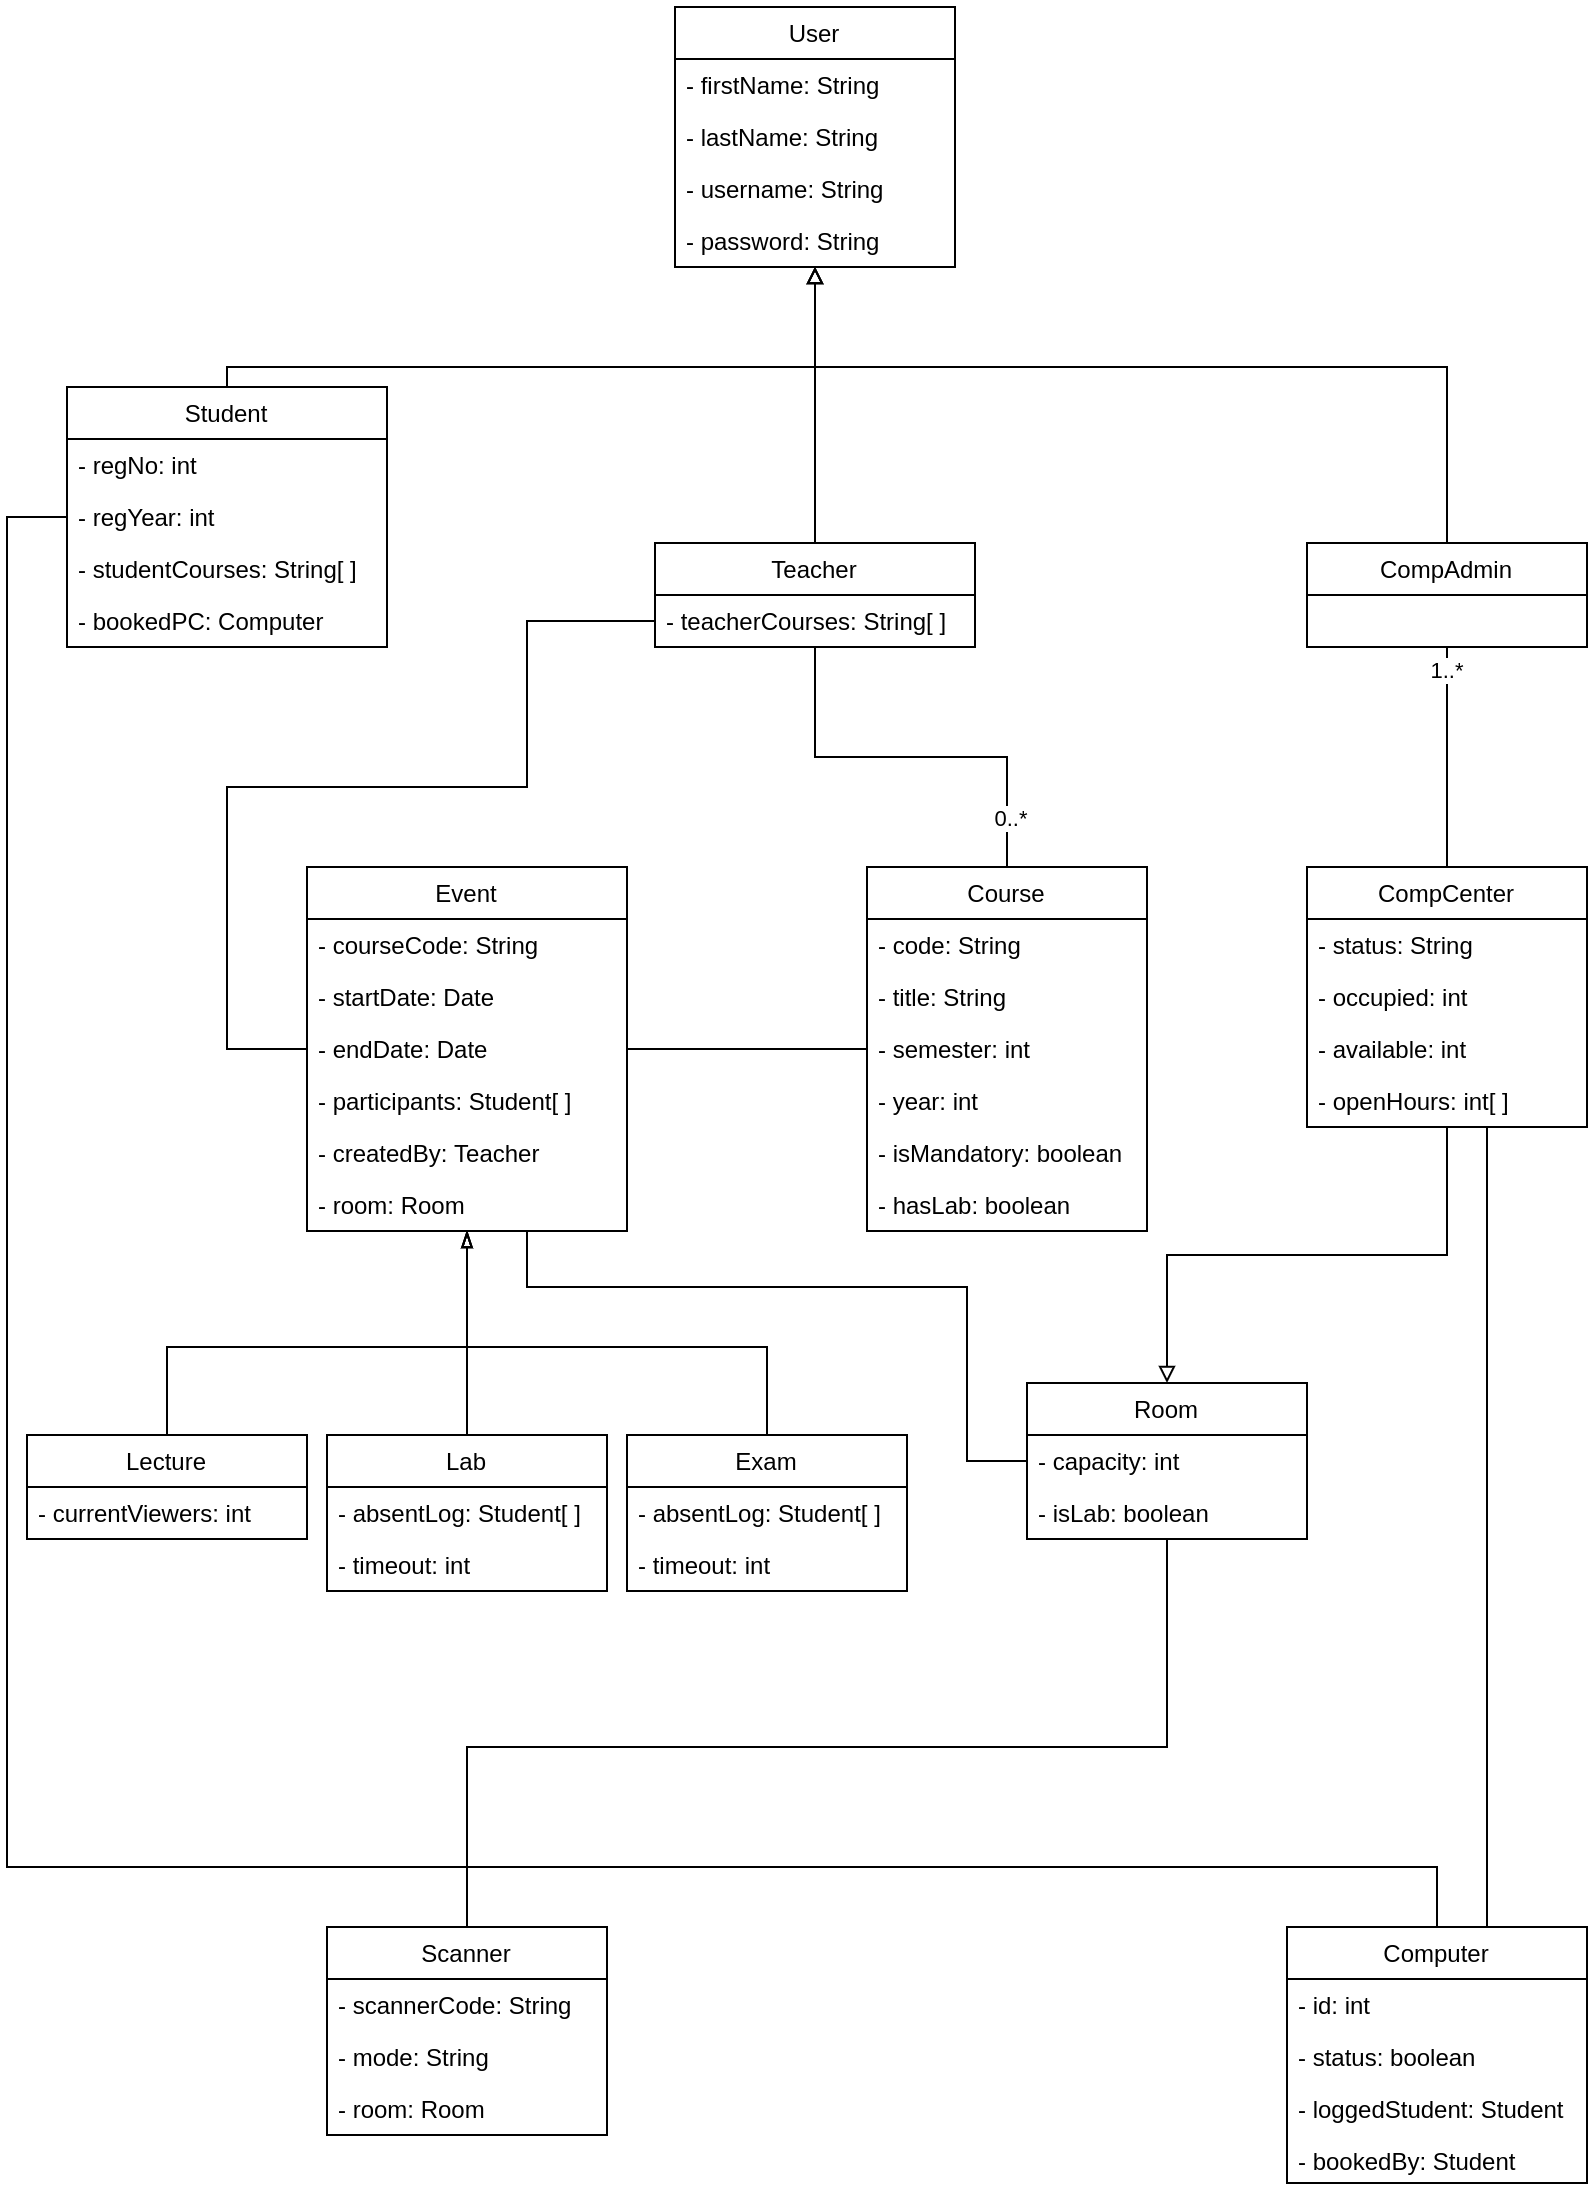 User
- firstName: String
- lastName: String
- username: String
- password: String
Student
- regNo: int
- regYear: int
- studentCourses: String[ ]
- bookedPC: Computer
Teacher
- teacherCourses: String[ ]
CompAdmin
1..*
0..*
Event
- courseCode: String
- startDate: Date
- endDate: Date
- participants: Student[ ]
- createdBy: Teacher
- room: Room
Course
- code: String
- title: String
- semester: int
- year: int
- isMandatory: boolean
- hasLab: boolean
CompCenter
- status: String
- occupied: int
- available: int
- openHours: int[ ]
Lecture
- currentViewers: int
Lab
- absentLog: Student[ ]
- timeout: int
Exam
- absentLog: Student[ ]
- timeout: int
Room
- capacity: int
- isLab: boolean
Scanner
- scannerCode: String
- mode: String
- room: Room
Computer
- id: int
- status: boolean
- loggedStudent: Student
- bookedBy: Student